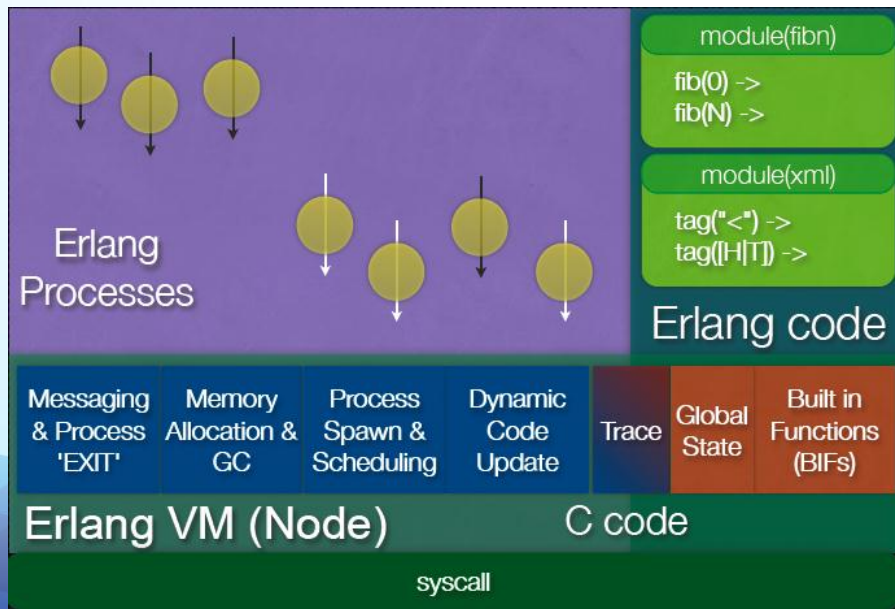 module(fibn)
fib(0) ->
fib(N) ->
module(xml)
tag("<") ->
tag([H|T]) ->
Erlang
Processes
Erlang code
Messaging
& Process
'EXIT'
Memory
Allocation &
GC
Process
Spawn &
Scheduling
Dynamic
Code
Update
Trace
Global
State
Built in
Functions
(BIFs)
Erlang VM (Node)
C code
syscall